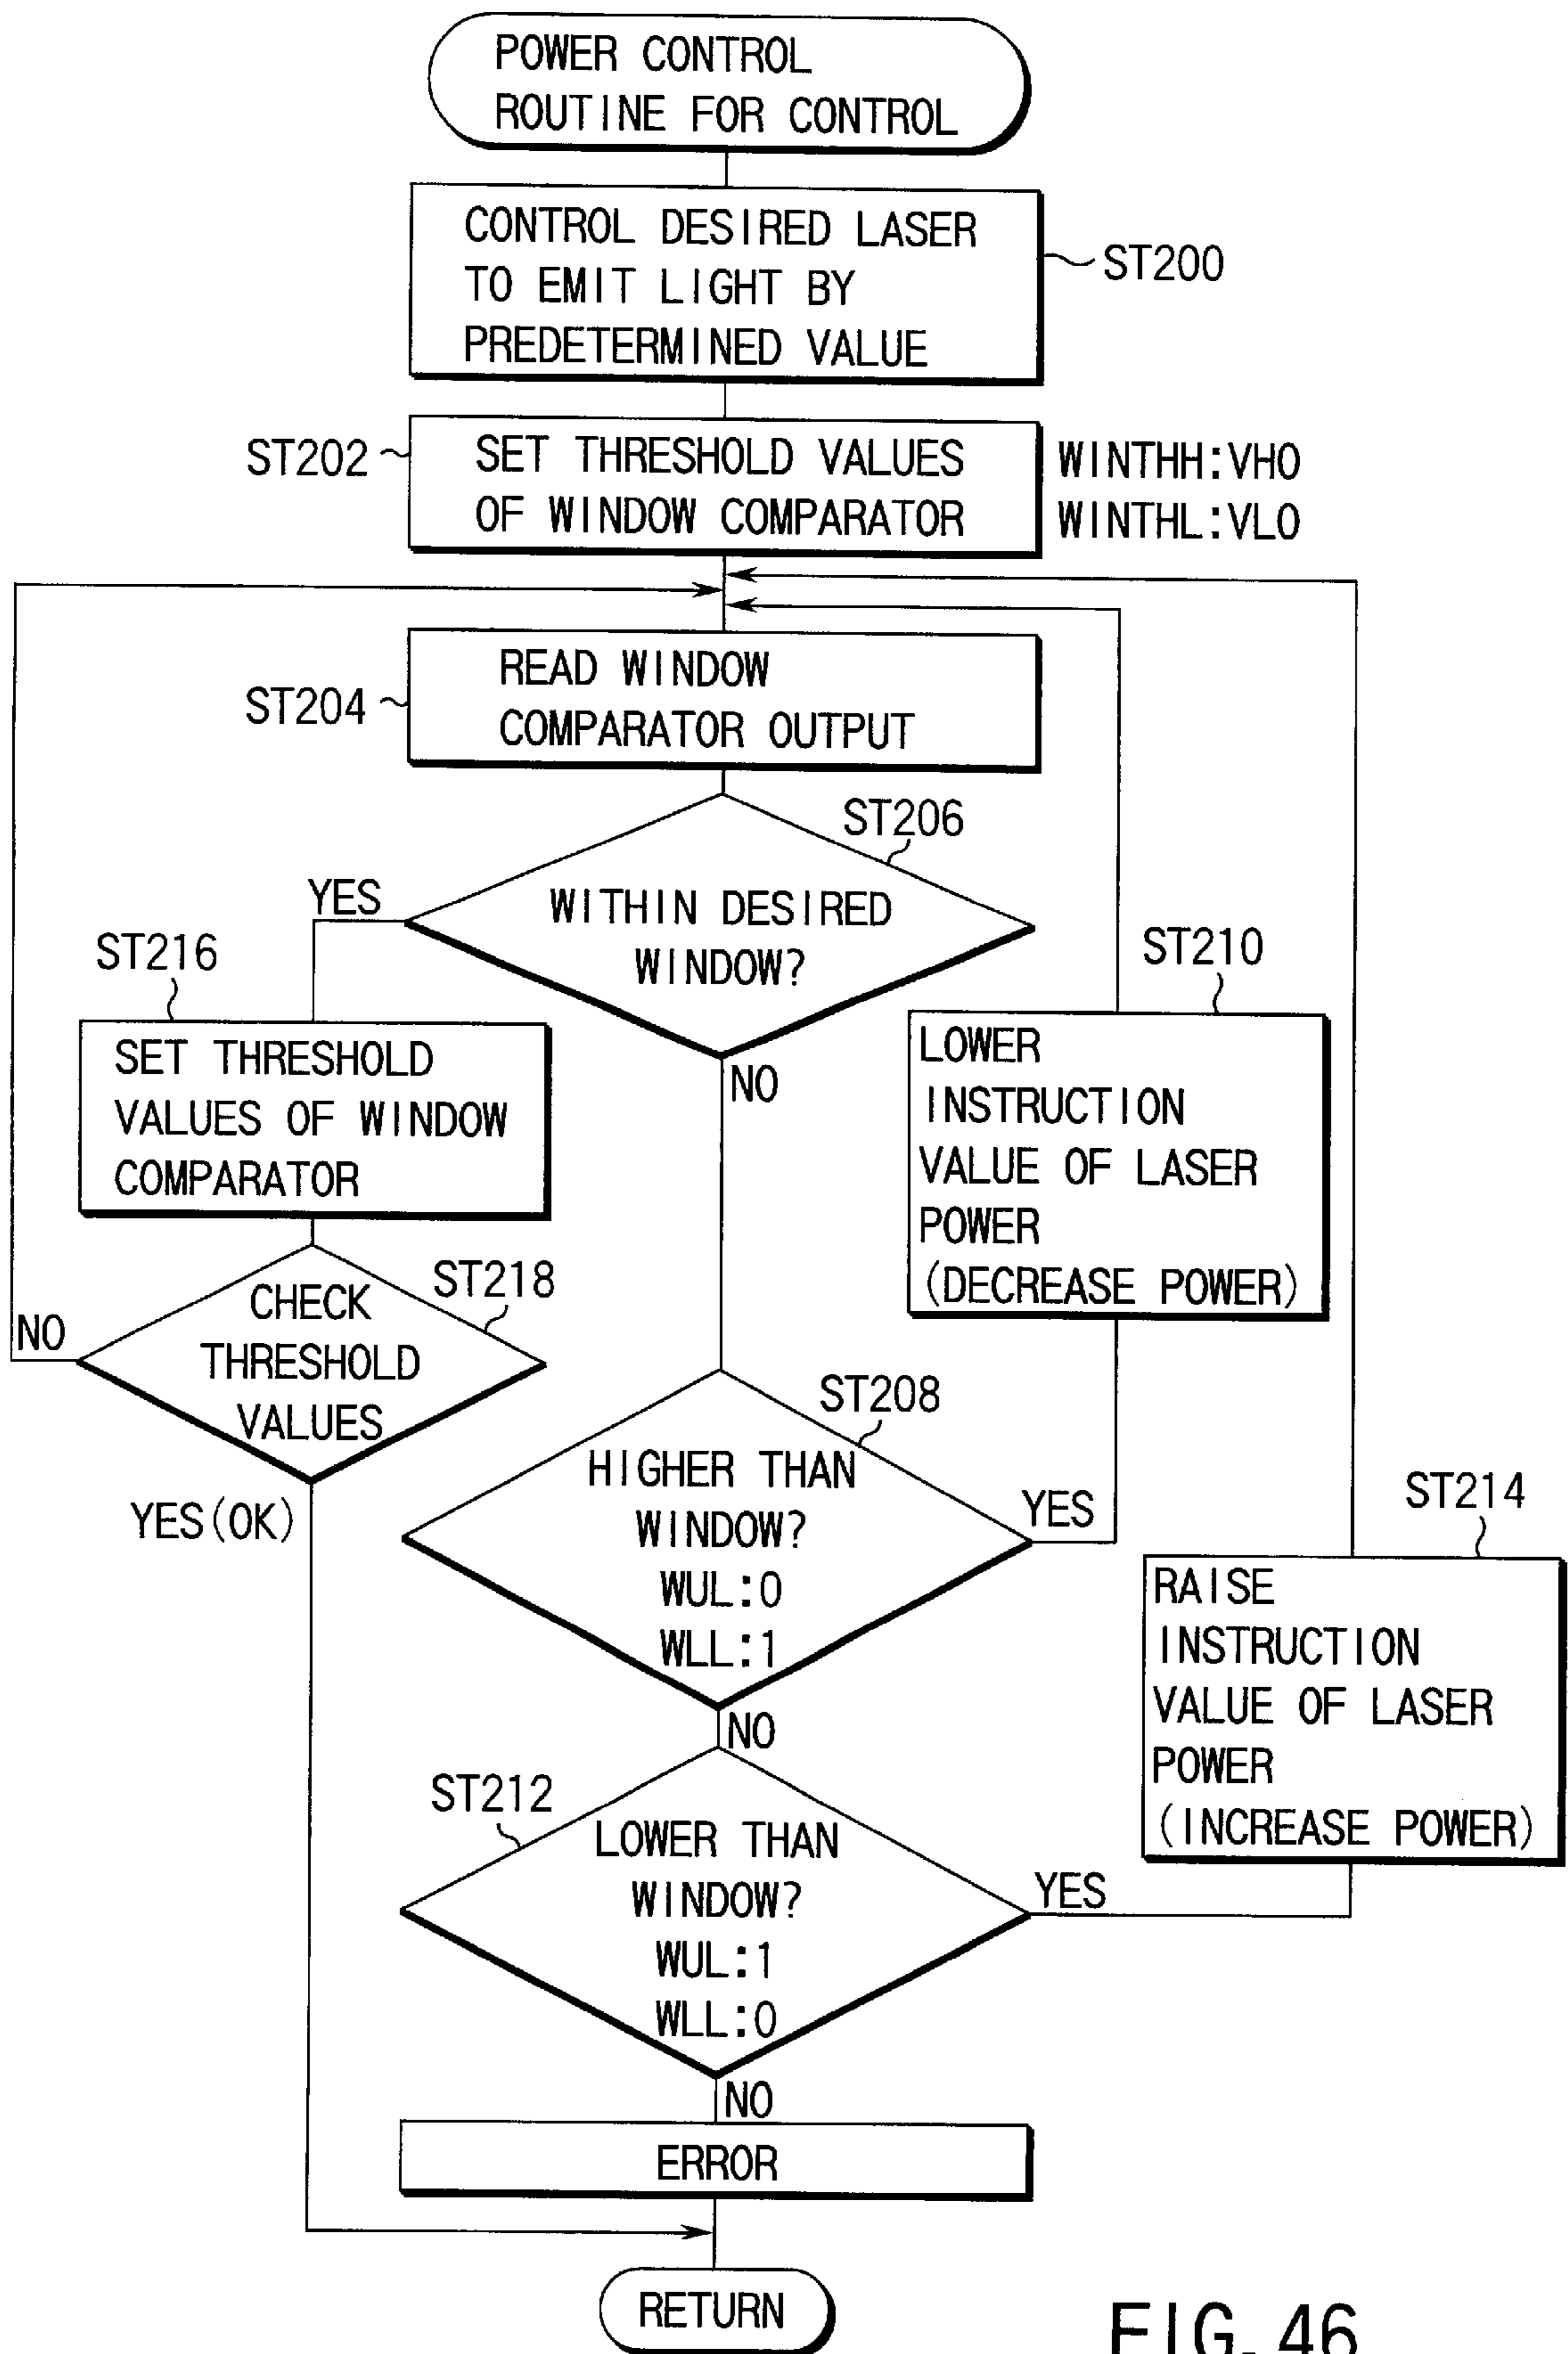 POWER CONTROL
ROUTINE FOR CONTROL
CONTROL DESIRED LASER
TO EMIT LIGHT BY
PREDETERMINED VALUE
ST200
ST202
SET THRESHOLD VALUES
OF WINDOW COMPARATOR
WINTHH:VHO
WINTHL:VLO
ST204
READ WINDOW
COMPARATOR OUTPUT
ST206
WITHIN DESIRED
WINDOW?
YES
NO
ST216
SET THRESHOLD
VALUES OF WINDOW
COMPARATOR
ST210
LOWER
INSTRUCTION
VALUE OF LASER
POWER
(DECREASE POWER)
ST218
CHECK
THRESHOLD
VALUES
NO
YES(OK)
ST208
HIGHER THAN
WINDOW?
WUL:0
WLL:1
YES
NO
ST214
RAISE
INSTRUCTION
VALUE OF LASER
POWER
(INCREASE POWER)
ST212
LOWER THAN
WINDOW?
WUL:1
WLL:0
YES
NO
ERROR
RETURN
FIG. 46